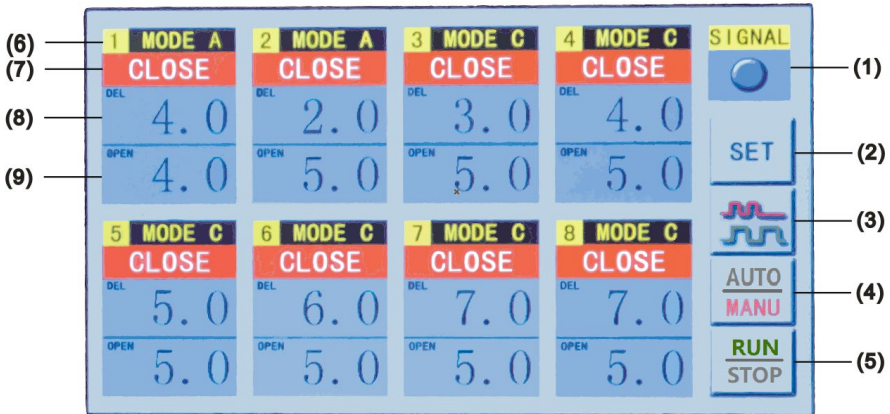 (6) 1 MODE A 2 MODE A 3 MODE C 4 MODE C SIGNAL
(7) CLOSE CLOSE CLOSE CLOSE (1)
(8) DEL 4.0 DEL 2.0 DEL 3.0 DEL 4.0
(9) OPEN 4.0 OPEN 5.0 OPEN 5.0 OPEN 5.0 SET (2)
5 MODE C 6 MODE C 7 MODE C 8 MODE C (3)
CLOSE CLOSE CLOSE CLOSE
DEL 5.0 DEL 6.0 DEL 7.0 DEL 7.0 AUTO MANU (4)
OPEN 5.0 OPEN 5.0 OPEN 5.0 OPEN 5.0 RUN STOP (5)